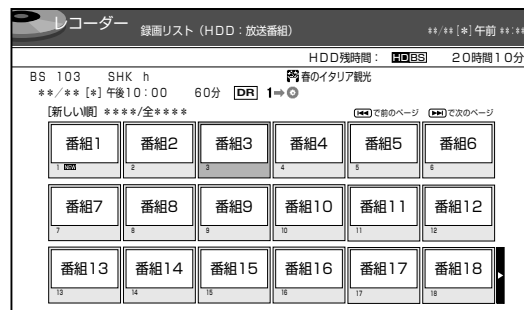 レコーダー 録画リスト（HDD：放送番組） **/**[*]午前 **:**
HDD残時間： HDBS 20時間10分
BS 103 SHK h 春のイタリア観光
**/** [*] 午後10:00 60分 DR 1⇒
[新しい順] ****/全**** ⏮で前のページ ⏭で次のページ
番組1 番組2 番組3 番組4 番組5 番組6
1 NEW 2 3 4 5 6
番組7 番組8 番組9 番組10 番組11 番組12
7 8 9 10 11 12
番組13 番組14 番組15 番組16 番組17 番組18
13 14 15 16 17 18